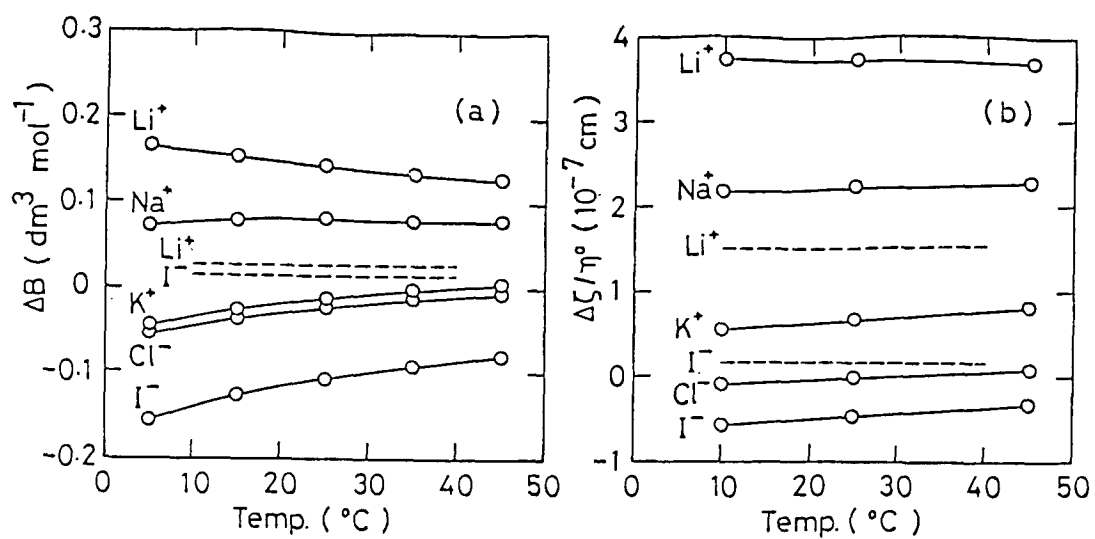 (a)
ΔB (dm³ mol⁻¹)
0.3
0.2
0.1
0
-0.1
-0.2
Li⁺
Na⁺
Li⁺
I⁻
K⁺
Cl⁻
I⁻
0 10 20 30 40 50
Temp. (°C)
(b)
Δζ/η° (10⁻⁷ cm)
4
3
2
1
0
-1
Li⁺
Na⁺
Li⁺
K⁺
I⁻
Cl⁻
I⁻
0 10 20 30 40 50
Temp. (°C)